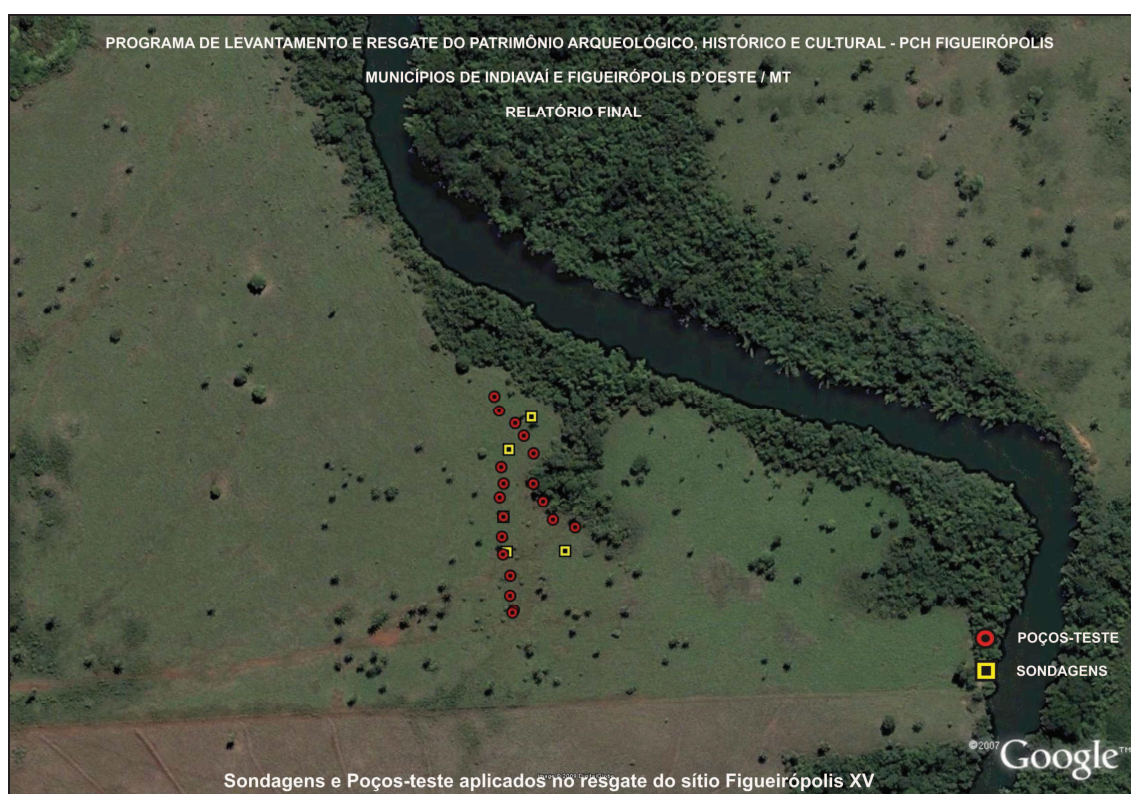 PROGRAMA DE LEVANTAMENTO E RESGATE DO PATRIMÔNIO ARQUEOLÓGICO, HISTÓRICO E CULTURAL - PCH FIGUEIRÓPOLIS
MUNICÍPIOS DE INDIAVAÍ E FIGUEIRÓPOLIS D'OESTE / MT
RELATÓRIO FINAL
POÇOS-TESTE
SONDAGENS
©2007 Google™
Sondagens e Poços-teste aplicados no resgate do sítio Figueirópolis XV